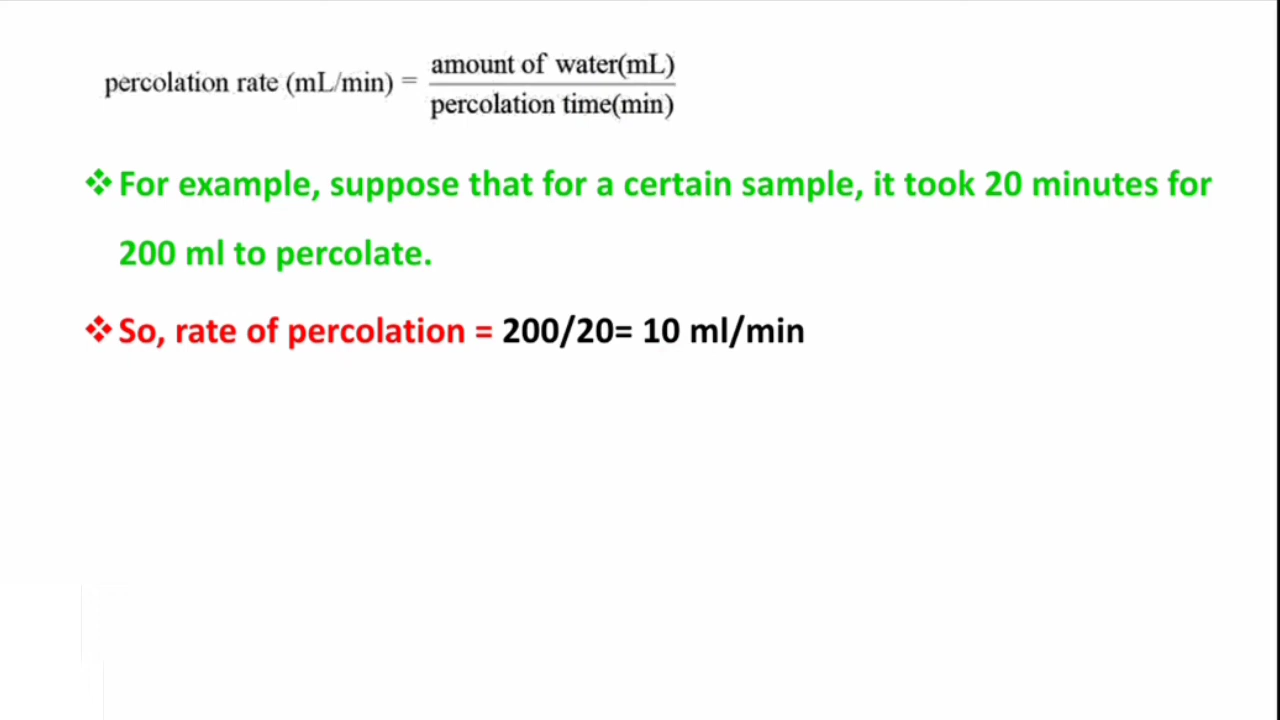 percolation rate (mL/min) = amount of water(mL)
percolation time(min)
❖For example, suppose that for a certain sample, it took 20 minutes for
200 ml to percolate.
❖So, rate of percolation = 200/20= 10 ml/min